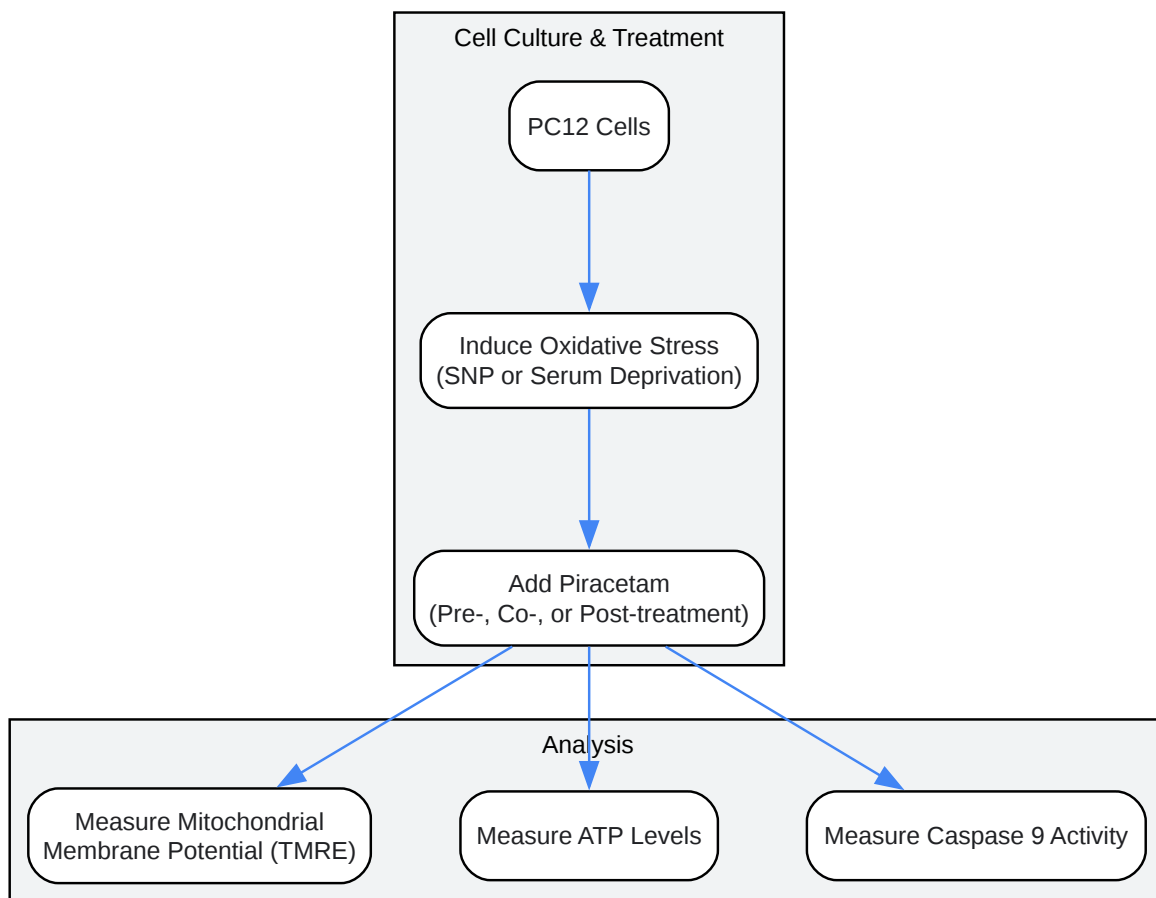 Cell Culture & Treatment
PC12 Cells
Induce Oxidative Stress
(SNP or Serum Deprivation)
Add Piracetam
(Pre-, Co-, or Post-treatment)
Analysis
Measure Mitochondrial
Membrane Potential (TMRE)
Measure ATP Levels
Measure Caspase 9 Activity